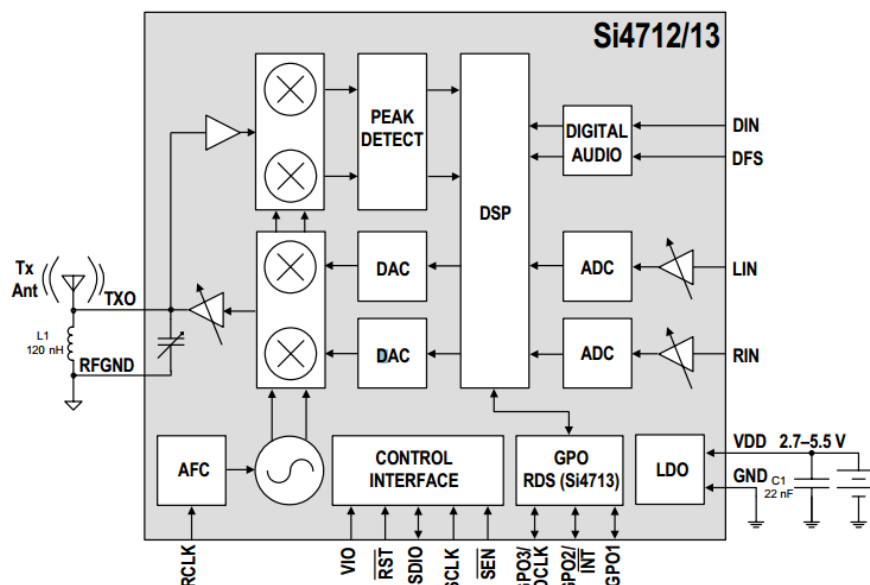 Si4712/13
PEAK
DETECT
DIGITAL
AUDIO
DIN
DFS
DSP
Tx
Ant
TXO
DAC
ADC
LIN
L1
120 nH
RFGND
DAC
ADC
RIN
AFC
CONTROL
INTERFACE
GPO
RDS (Si4713)
LDO
VDD 2.7–5.5 V
GND
C1
22 nF
RCLK
VIO
RST
SDIO
SCLK
SEN
GPO3/
DCLK
GPO2/
INT
GPO1